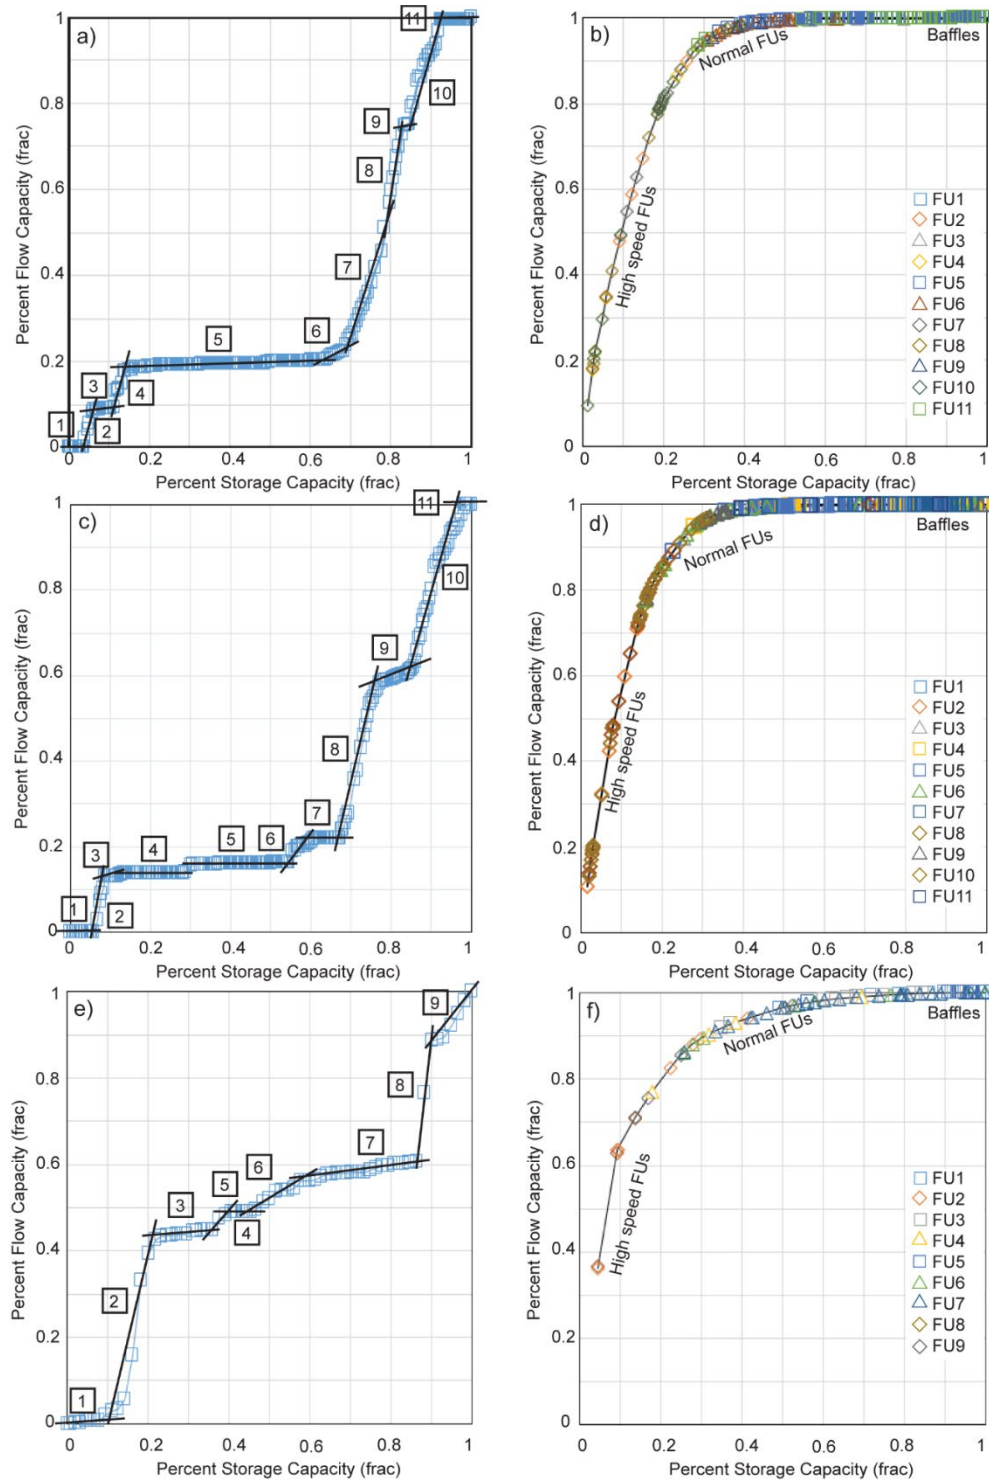 a)
Percent Flow Capacity (frac)
1
0.8
0.6
0.4
0.2
0
11
10
9
8
7
6
5
3
4
1
2
0 0.2 0.4 0.6 0.8 1
Percent Storage Capacity (frac)
b)
Percent Flow Capacity (frac)
1
0.8
0.6
0.4
0.2
0
Normal FUs
Baffles
High speed FUs
FU1
FU2
FU3
FU4
FU5
FU6
FU7
FU8
FU9
FU10
FU11
0 0.2 0.4 0.6 0.8 1
Percent Storage Capacity (frac)
c)
Percent Flow Capacity (frac)
1
0.8
0.6
0.4
0.2
0
11
10
9
8
7
3
4
5
6
1
2
0 0.2 0.4 0.6 0.8 1
Percent Storage Capacity (frac)
d)
Percent Flow Capacity (frac)
1
0.8
0.6
0.4
0.2
0
Normal FUs
Baffles
High speed FUs
FU1
FU2
FU3
FU4
FU5
FU6
FU7
FU8
FU9
FU10
FU11
0 0.2 0.4 0.6 0.8 1
Percent Storage Capacity (frac)
e)
Percent Flow Capacity (frac)
1
0.8
0.6
0.4
0.2
0
9
8
7
6
5
3
4
2
1
0 0.2 0.4 0.6 0.8 1
Percent Storage Capacity (frac)
f)
Percent Flow Capacity (frac)
1
0.8
0.6
0.4
0.2
0
Normal FUs
Baffles
High speed FUs
FU1
FU2
FU3
FU4
FU5
FU6
FU7
FU8
FU9
0 0.2 0.4 0.6 0.8 1
Percent Storage Capacity (frac)